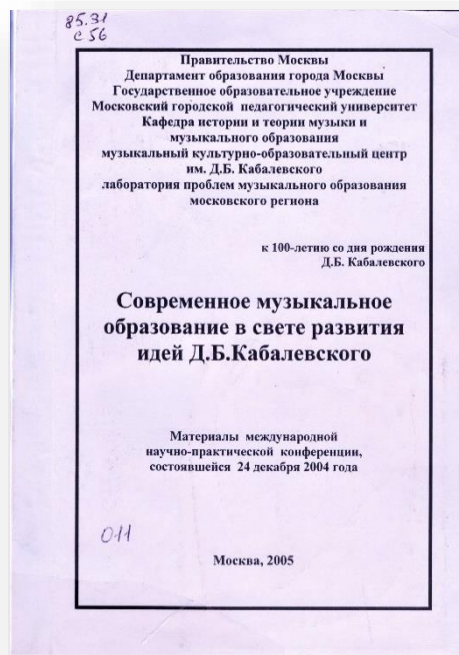 85.31
с 56
Правительство Москвы
Департамент образования города Москвы
Государственное образовательное учреждение
Московский городской педагогический университет
Кафедра истории и теории музыки и
музыкального образования
музыкальный культурно-образовательный центр
им. Д.Б. Кабалевского
лаборатория проблем музыкального образования
московского региона
к 100-летию со дня рождения
Д.Б. Кабалевского
Современное музыкальное
образование в свете развития
идей Д.Б.Кабалевского
Материалы международной
научно-практической конференции,
состоявшейся 24 декабря 2004 года
011
Москва, 2005